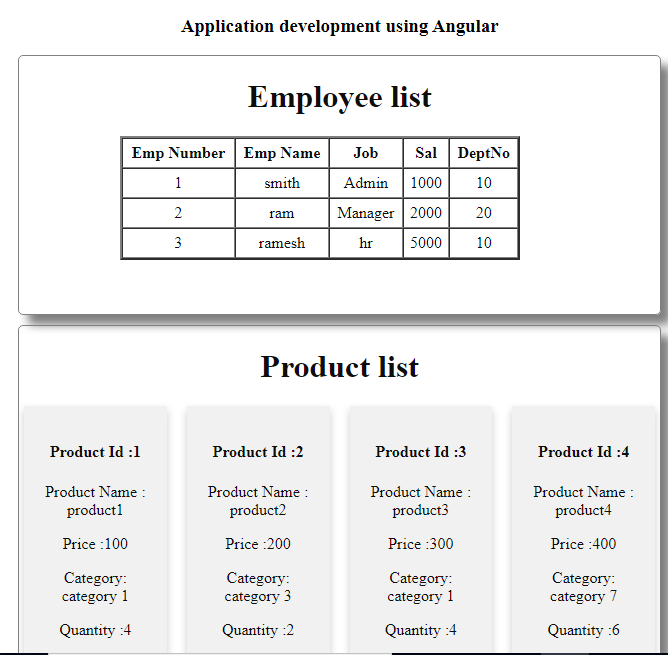 Application development using Angular
Employee list
Emp Number Emp Name Job Sal DeptNo
1 smith Admin 1000 10
2 ram Manager 2000 20
3 ramesh hr 5000 10
Product list
Product Id :1
Product Name :
product1
Price :100
Category:
category 1
Quantity :4
Product Id :2
Product Name :
product2
Price :200
Category:
category 3
Quantity :2
Product Id :3
Product Name :
product3
Price :300
Category:
category 1
Quantity :4
Product Id :4
Product Name :
product4
Price :400
Category:
category 7
Quantity :6